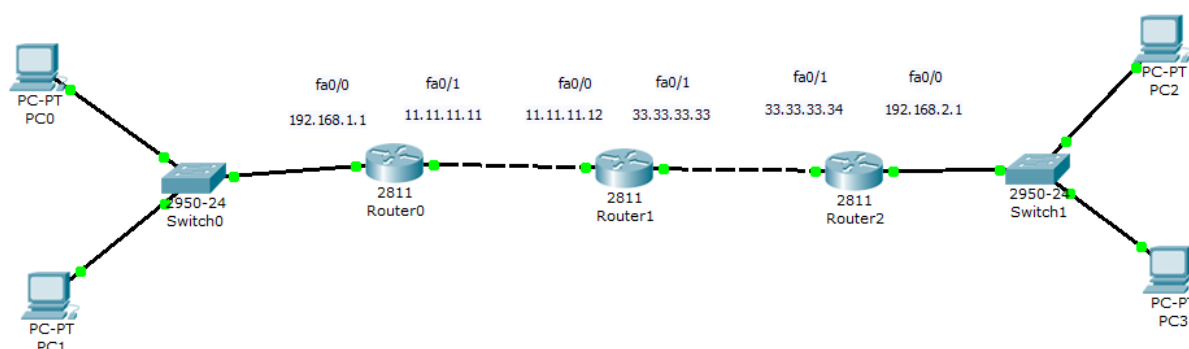 PC-PT
PC0
fa0/0
192.168.1.1
fa0/1
11.11.11.11
fa0/0
11.11.11.12
fa0/1
33.33.33.33
fa0/1
33.33.33.34
fa0/0
192.168.2.1
PC-PT
PC2
2950-24
Switch0
2811
Router0
2811
Router1
2811
Router2
2950-24
Switch1
PC-PT
PC1
PC-PT
PC3